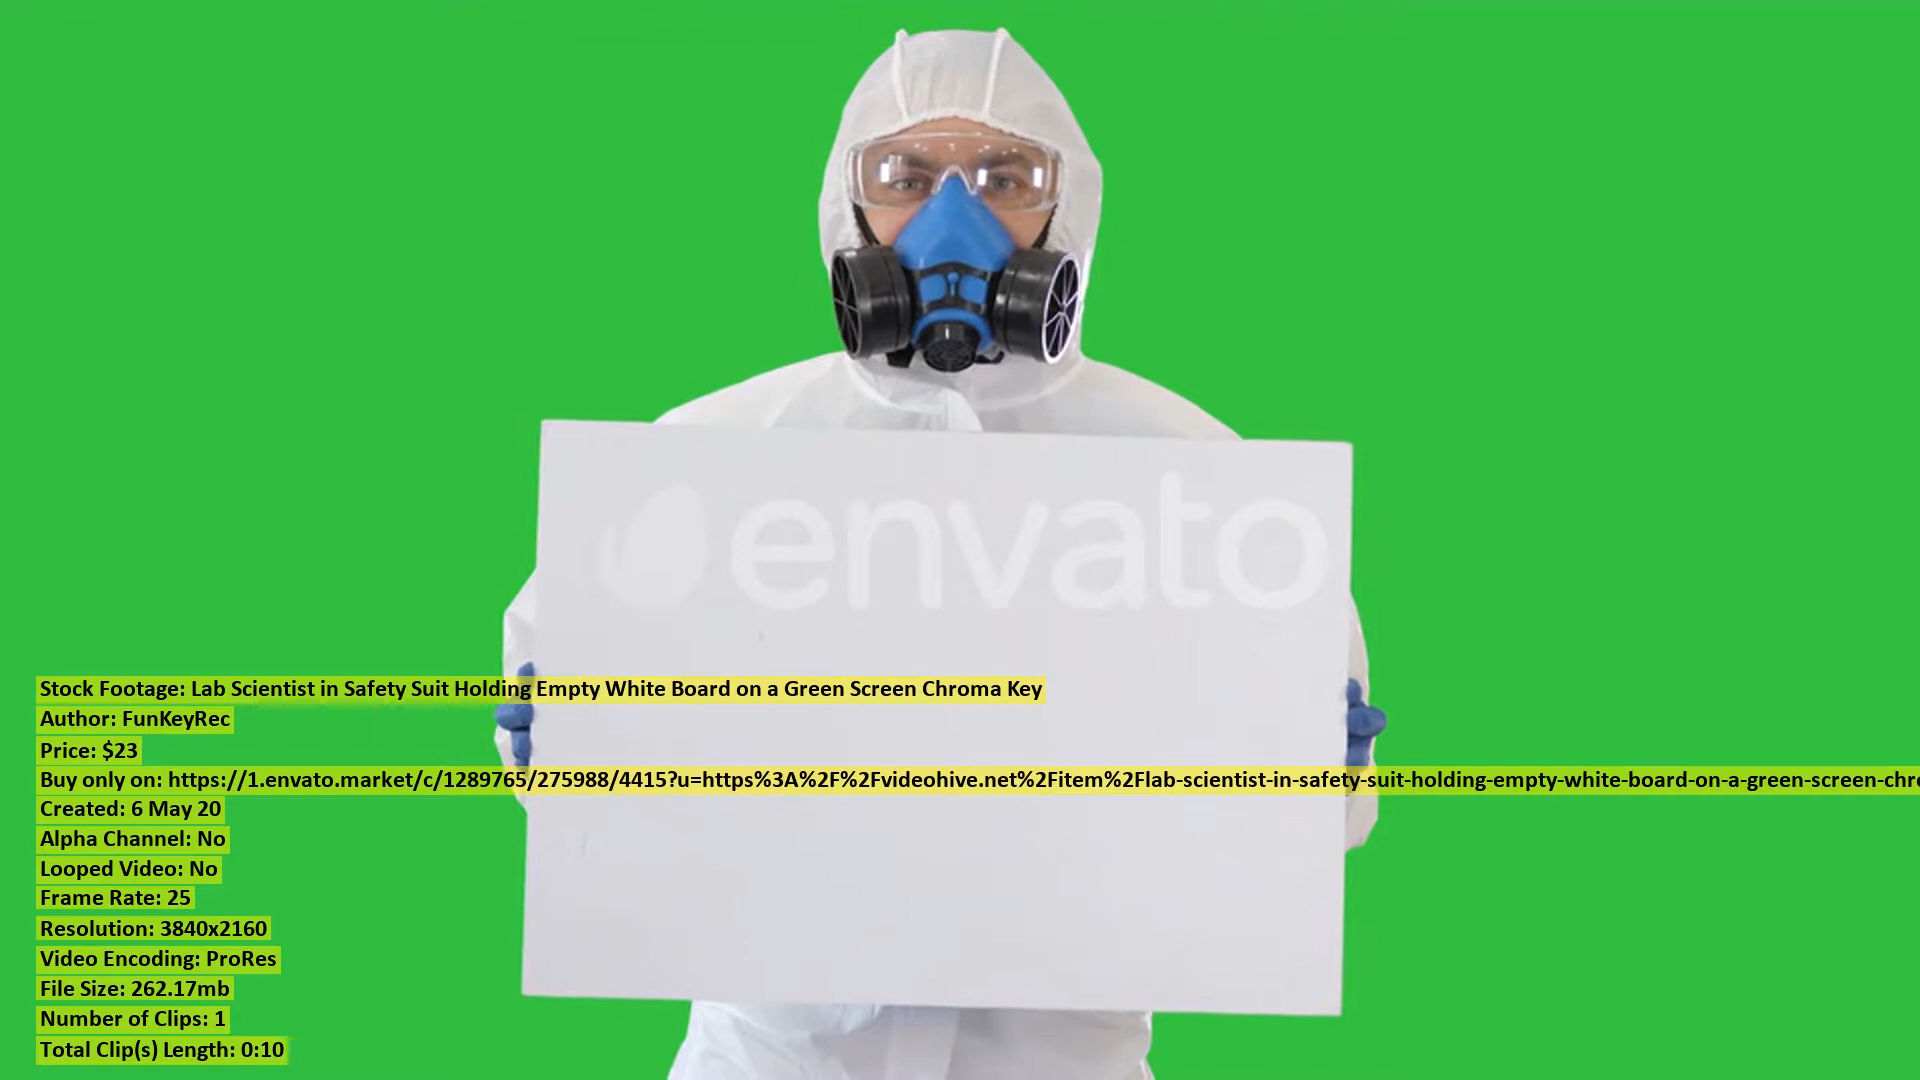 envato
Stock Footage: Lab Scientist in Safety Suit Holding Empty White Board on a Green Screen Chroma Key
Author: FunKeyRec
Price: $23
Buy only on: https://1.envato.market/c/1289765/275988/4415?u=https%3A%2F%2Fvideohive.net%2Fitem%2Flab-scientist-in-safety-suit-holding-empty-white-board-on-a-green-screen-chro
Created: 6 May 20
Alpha Channel: No
Looped Video: No
Frame Rate: 25
Resolution: 3840x2160
Video Encoding: ProRes
File Size: 262.17mb
Number of Clips: 1
Total Clip(s) Length: 0:10